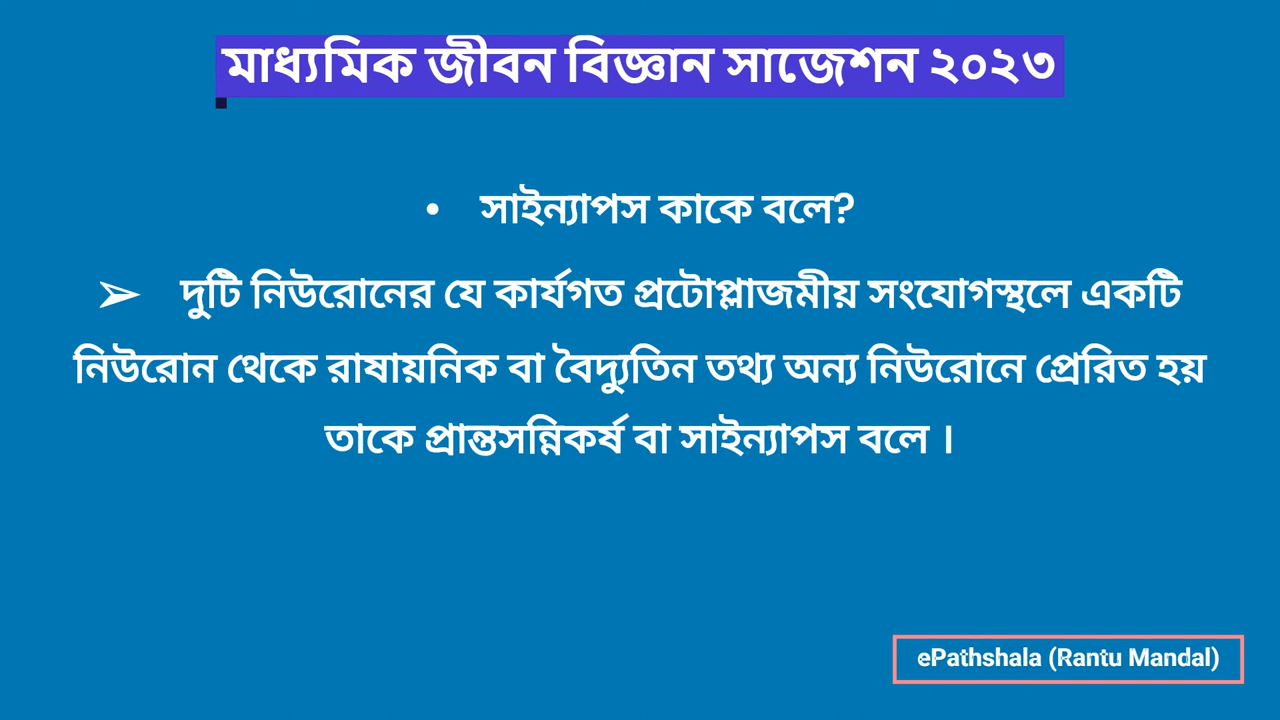 মাধ্যমিক জীবন বিজ্ঞান সাজেশন ২০২৩
• সাইন্যাপস কাকে বলে?
➢ দুটি নিউরোনের যে কার্যগত প্রটোপ্লাজমীয় সংযোগস্থলে একটি
নিউরোন থেকে রাষায়নিক বা বৈদ্যুতিন তথ্য অন্য নিউরোনে প্রেরিত হয়
তাকে প্রান্তসন্নিকর্ষ বা সাইন্যাপস বলে ।
ePathshala (Rantu Mandal)